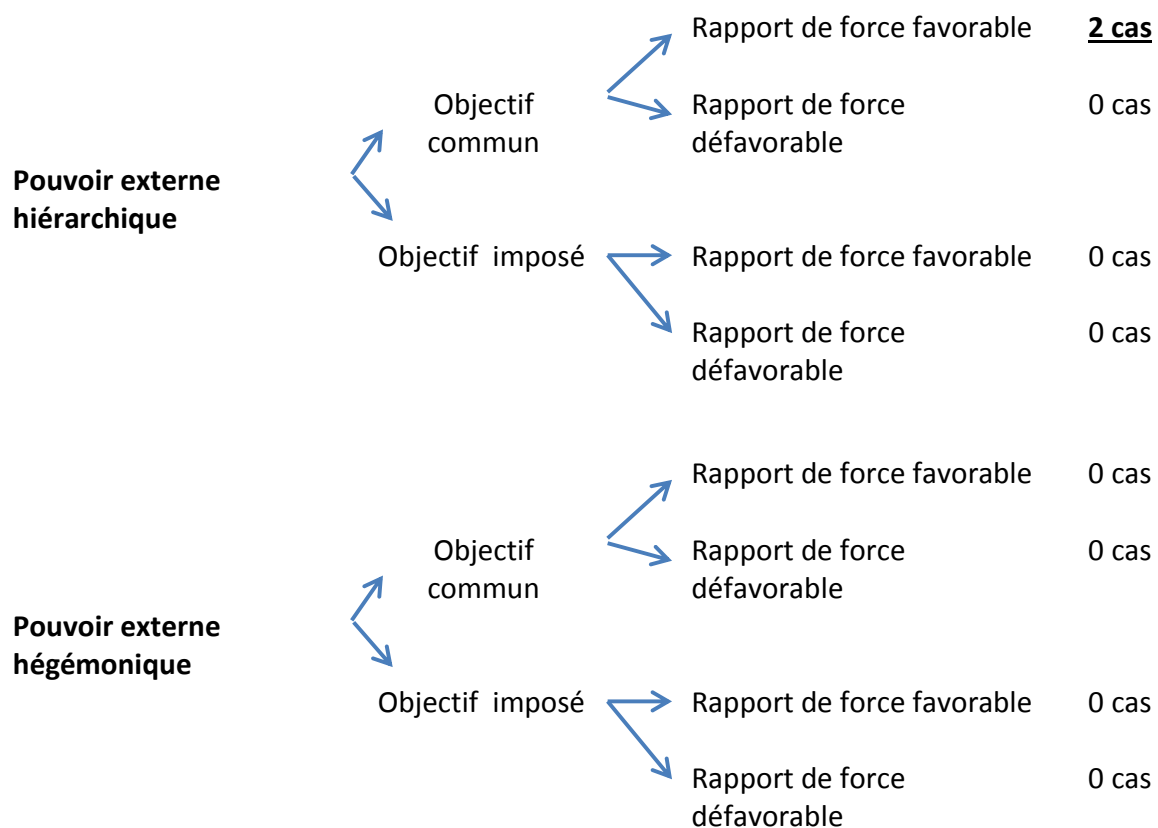 Rapport de force favorable 2 cas
Objectif
commun
Rapport de force
défavorable
0 cas
Pouvoir externe
hiérarchique
Objectif imposé
Rapport de force favorable 0 cas
Rapport de force
défavorable
0 cas
Rapport de force favorable 0 cas
Objectif
commun
Rapport de force
défavorable
0 cas
Pouvoir externe
hégémonique
Objectif imposé
Rapport de force favorable 0 cas
Rapport de force
défavorable
0 cas